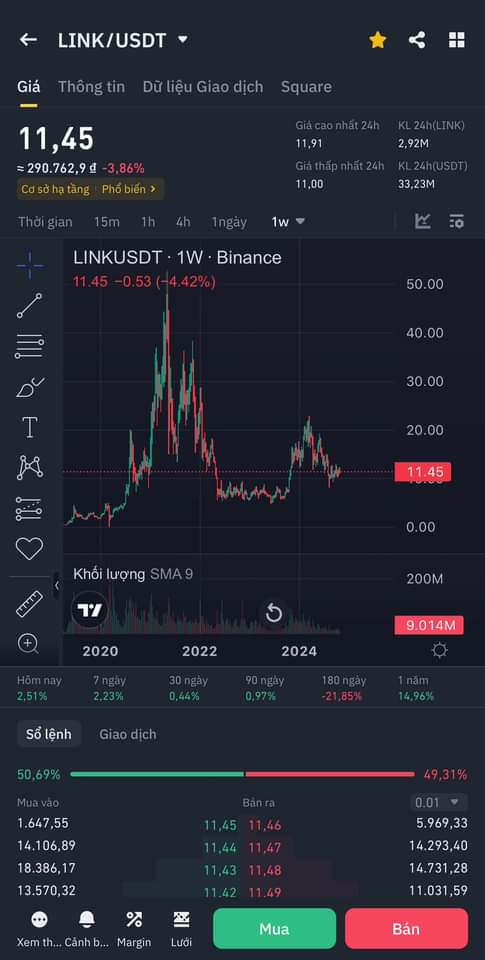 LINK/USDT
Giá Thông tin Dữ liệu Giao dịch Square
11,45
≈ 290.762,9 ₫ -3,86%
Cơ sở hạ tầng Phổ biến
Giá cao nhất 24h KL 24h(LINK)
11,91 2,92M
Giá thấp nhất 24h KL 24h(USDT)
11,00 33,23M
Thời gian 15m 1h 4h 1ngày 1w
LINKUSDT · 1W · Binance
11.45 −0.53 (−4.42%)
50.00
40.00
30.00
20.00
11.45
0.00
Khối lượng SMA 9
200M
9.014M
2020 2022 2024
Hôm nay 7 ngày 30 ngày 90 ngày 180 ngày 1 năm
2,51% 2,23% 0,44% 0,97% -21,85% 14,96%
Sổ lệnh Giao dịch
50,69% 49,31%
Mua vào Bán ra 0.01
1.647,55 11,45 11,46 5.969,33
14.106,89 11,44 11,47 14.293,40
18.386,17 11,43 11,48 14.731,28
13.570,32 11,42 11,49 11.031,59
Xem th... Cảnh b... Margin Lưới Mua Bán